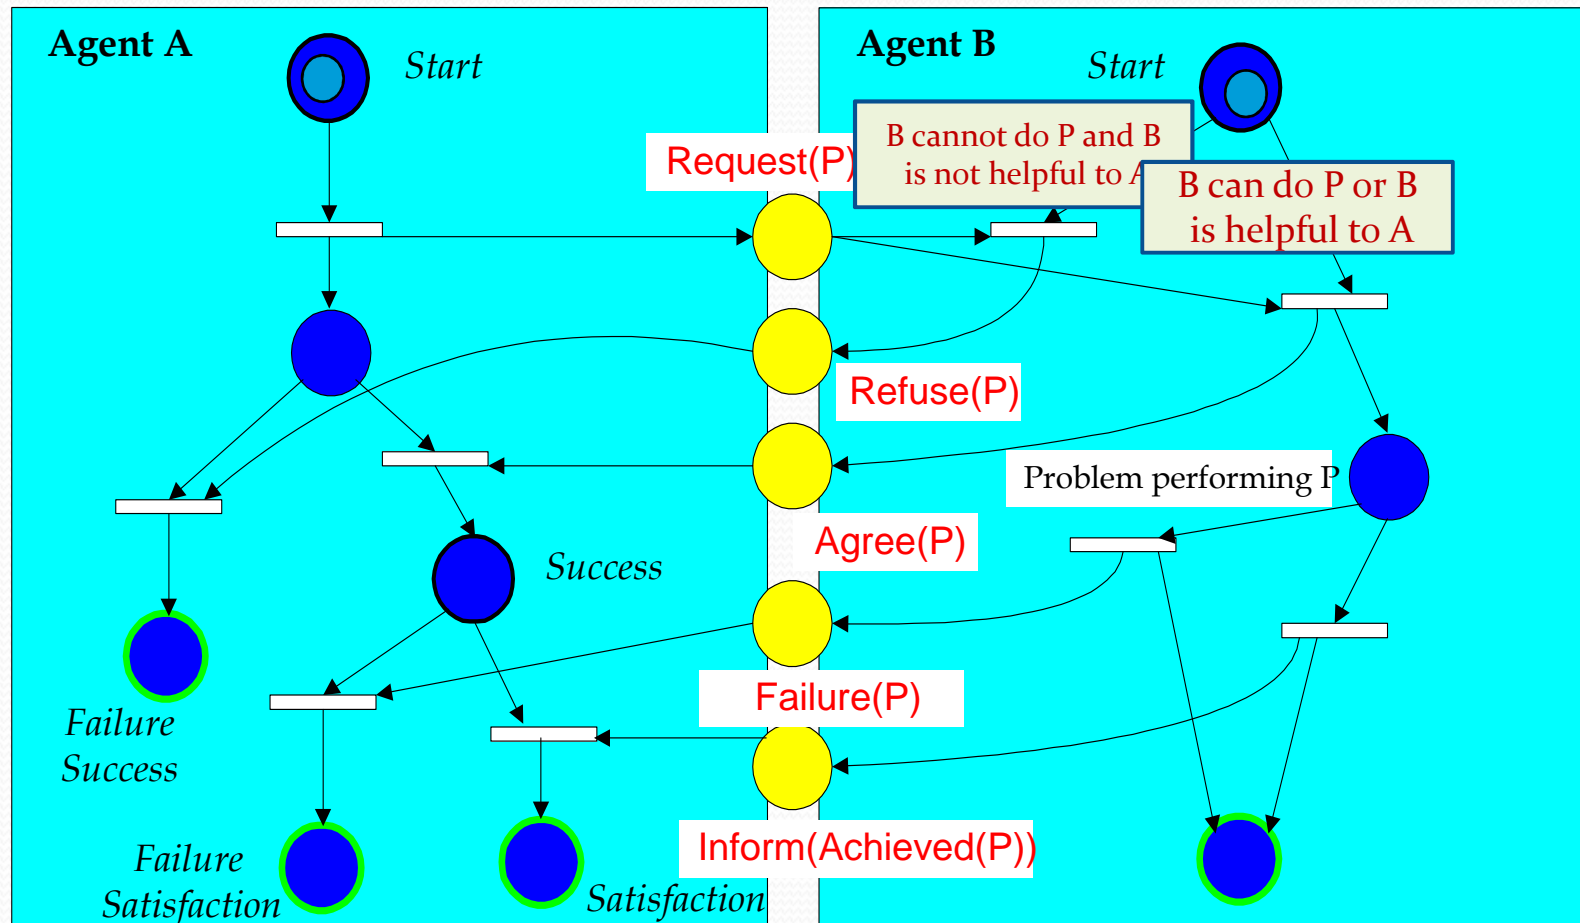 Agent A
Start
Agent B
Start
Request(P)
B cannot do P and B
is not helpful to A
B can do P or B
is helpful to A
Refuse(P)
Problem performing P
Agree(P)
Success
Failure(P)
Failure
Success
Inform(Achieved(P))
Failure
Satisfaction
Satisfaction